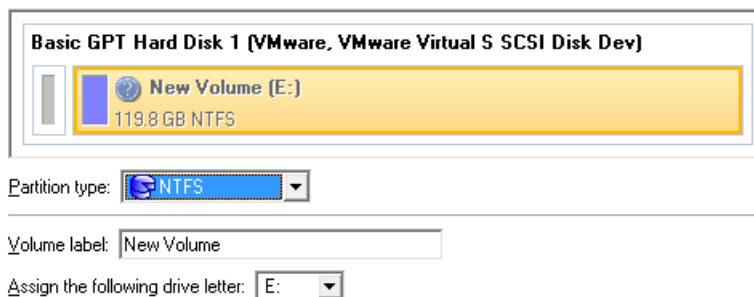 Basic GPT Hard Disk 1 (VMware, VMware Virtual S SCSI Disk Dev)
New Volume (E:)
119.8 GB NTFS
Partition type: NTFS
Volume label: New Volume
Assign the following drive letter: E: